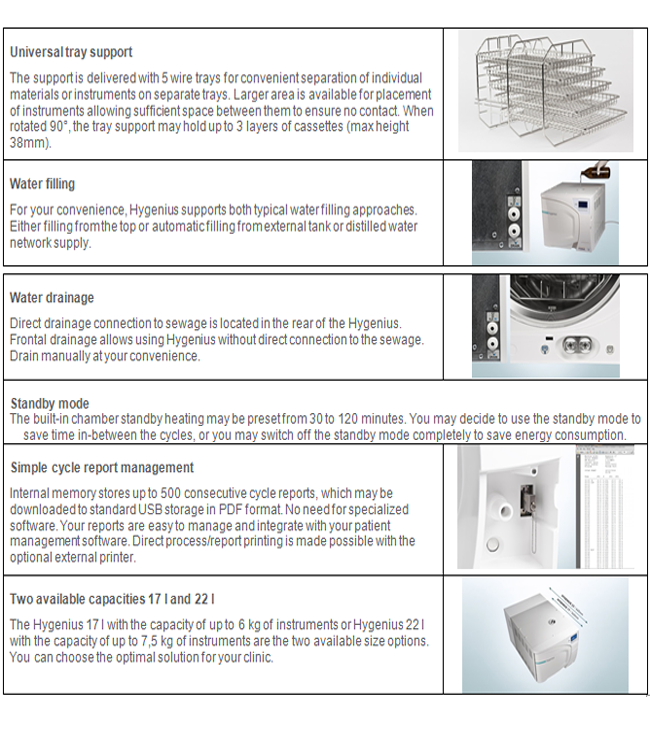 Universal tray support
The support is delivered with 5 wire trays for convenient separation of individual
materials or instruments on separate trays. Larger area is available for placement
of instruments allowing sufficient space between them to ensure no contact. When
rotated 90°, the tray support may hold up to 3 layers of cassettes (max height
38mm).
Water filling
For your convenience, Hygenius supports both typical water filling approaches.
Either filling from the top or automatic filling from external tank or distilled water
network supply.
Water drainage
Direct drainage connection to sewage is located in the rear of the Hygenius.
Frontal drainage allows using Hygenius without direct connection to the sewage.
Drain manually at your convenience.
Standby mode
The built-in chamber standby heating may be preset from 30 to 120 minutes. You may decide to use the standby mode to
save time in-between the cycles, or you may switch off the standby mode completely to save energy consumption.
Simple cycle report management
Internal memory stores up to 500 consecutive cycle reports, which may be
downloaded to standard USB storage in PDF format. No need for specialized
software. Your reports are easy to manage and integrate with your patient
management software. Direct process/report printing is made possible with the
optional external printer.
Two available capacities 17 l and 22 l
The Hygenius 17 l with the capacity of up to 6 kg of instruments or Hygenius 22 l
with the capacity of up to 7,5 kg of instruments are the two available size options.
You can choose the optimal solution for your clinic.